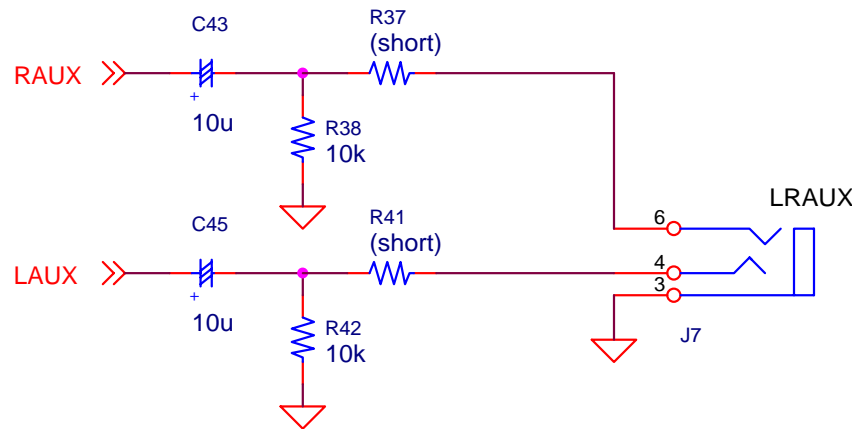 C43
R37
(short)
RAUX
+
10u
R38
10k
LRAUX
C45
R41
(short)
6
LAUX
4
3
+
10u
R42
10k
J7